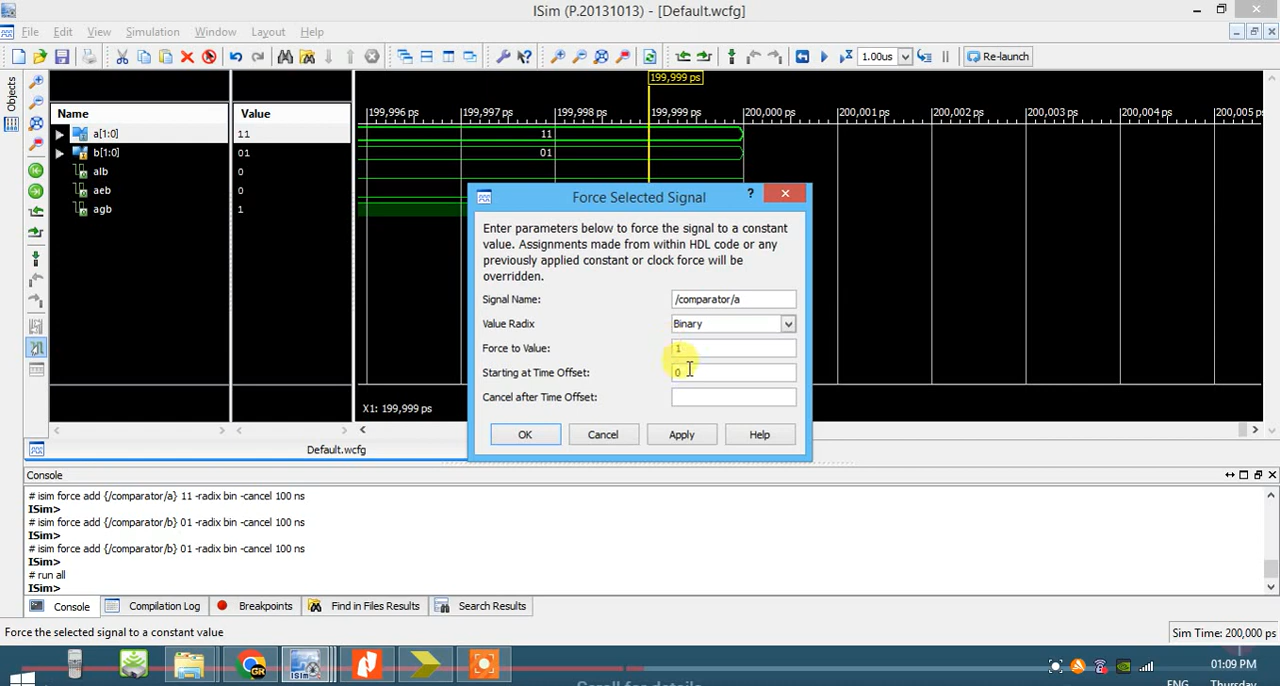 ISim (P.20131013) - [Default.wcfg]
File Edit View Simulation Window Layout Help
1.00us Re-launch
199,999 ps
Objects
Name Value
199,996 ps 199,997 ps 199,998 ps 199,999 ps 200,000 ps 200,001 ps 200,002 ps 200,003 ps 200,004 ps 200,005 ps
a[1:0] 11 11
b[1:0] 01 01
alb 0
aeb 0
agb 1
X1: 199,999 ps
Force Selected Signal
Enter parameters below to force the signal to a constant
value. Assignments made from within HDL code or any
previously applied constant or clock force will be
overridden.
Signal Name: /comparator/a
Value Radix Binary
Force to Value: 1
Starting at Time Offset: 0
Cancel after Time Offset:
OK Cancel Apply Help
Default.wcfg
Console
# isim force add {/comparator/a} 11 -radix bin -cancel 100 ns
ISim>
# isim force add {/comparator/b} 01 -radix bin -cancel 100 ns
ISim>
# isim force add {/comparator/b} 01 -radix bin -cancel 100 ns
ISim>
# run all
ISim>
Console Compilation Log Breakpoints Find in Files Results Search Results
Force the selected signal to a constant value
Sim Time: 200,000 ps
GR
01:09 PM
Scroll for details
ENG Thursday